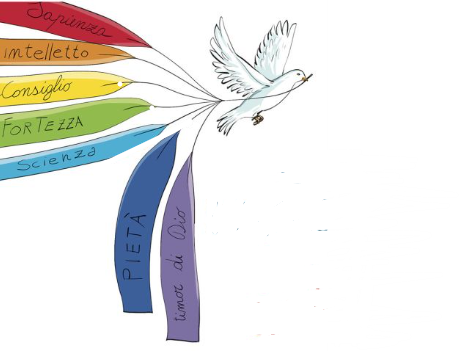 Sapienza
intelletto
Consiglio
FORTEZZA
Scienza
PIETÀ
timor di Dio